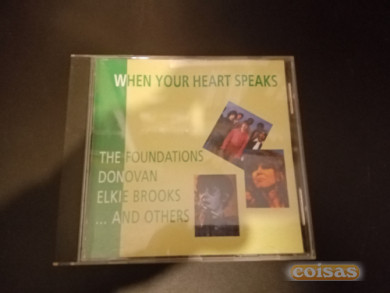 WHEN YOUR HEART SPEAKS
THE FOUNDATIONS
DONOVAN
ELKIE BROOKS
... AND OTHERS
coisas